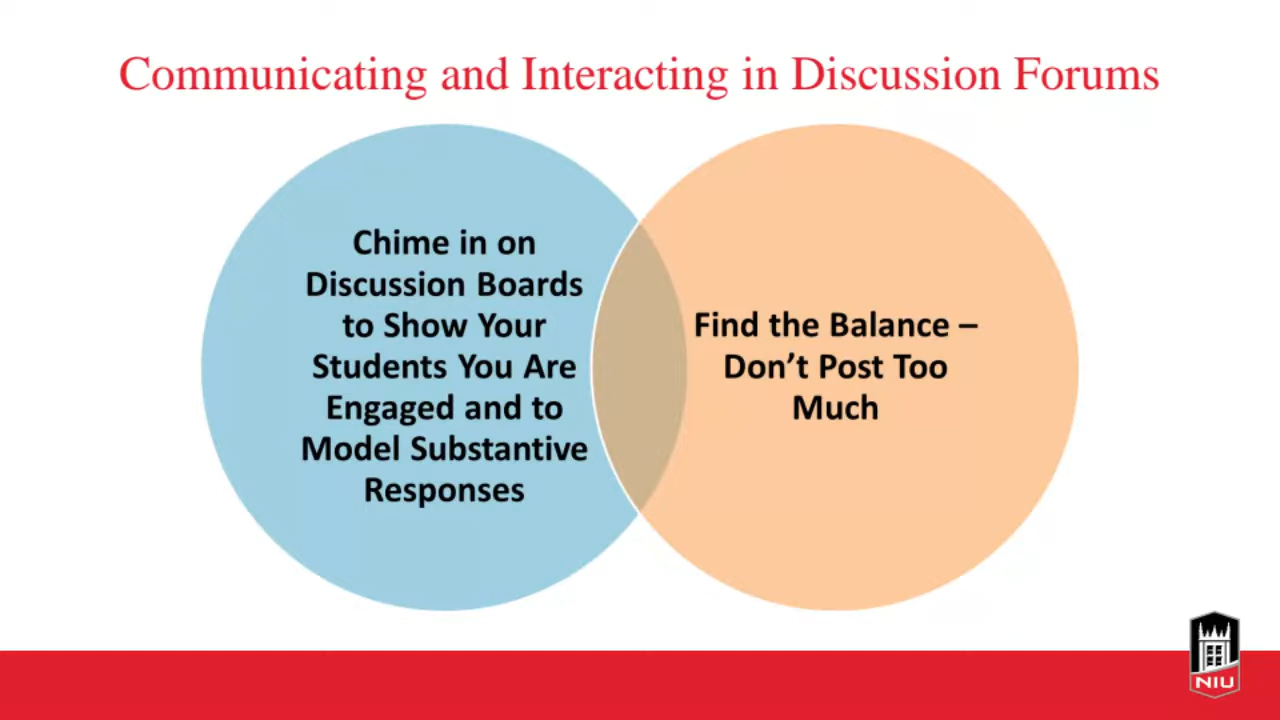 Communicating and Interacting in Discussion Forums
Chime in on
Discussion Boards
to Show Your
Students You Are
Engaged and to
Model Substantive
Responses
Find the Balance –
Don’t Post Too
Much
NIU